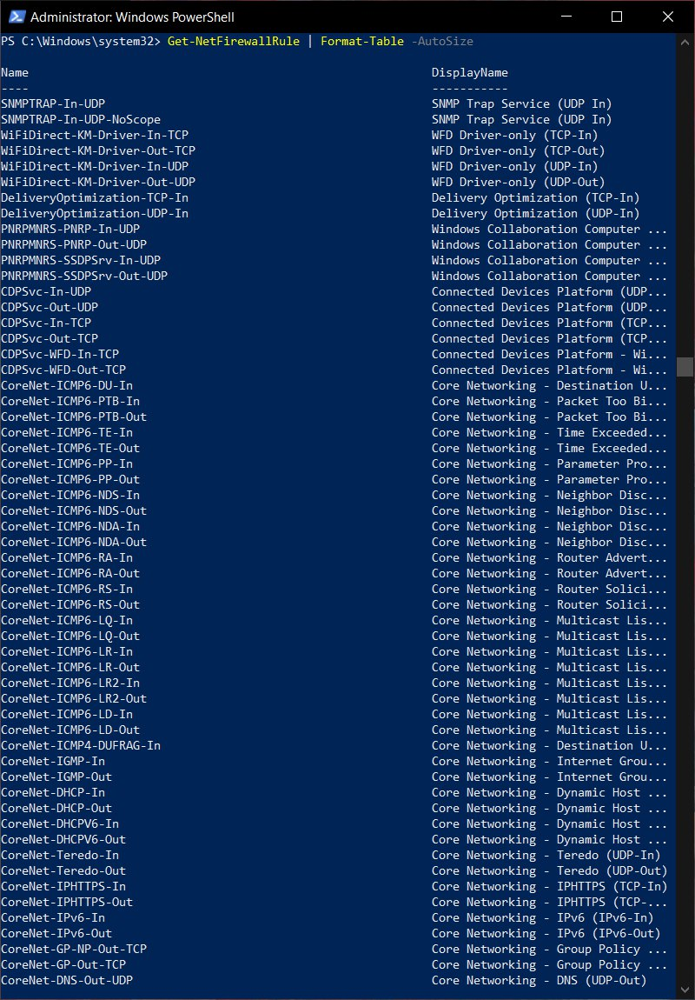 Administrator: Windows PowerShell
PS C:\Windows\system32> Get-NetFirewallRule | Format-Table -AutoSize
Name DisplayName
---- -----------
SNMPTRAP-In-UDP SNMP Trap Service (UDP In)
SNMPTRAP-In-UDP-NoScope SNMP Trap Service (UDP In)
WiFiDirect-KM-Driver-In-TCP WFD Driver-only (TCP-In)
WiFiDirect-KM-Driver-Out-TCP WFD Driver-only (TCP-Out)
WiFiDirect-KM-Driver-In-UDP WFD Driver-only (UDP-In)
WiFiDirect-KM-Driver-Out-UDP WFD Driver-only (UDP-Out)
DeliveryOptimization-TCP-In Delivery Optimization (TCP-In)
DeliveryOptimization-UDP-In Delivery Optimization (UDP-In)
PNRPMNRS-PNRP-In-UDP Windows Collaboration Computer ...
PNRPMNRS-PNRP-Out-UDP Windows Collaboration Computer ...
PNRPMNRS-SSDPSrv-In-UDP Windows Collaboration Computer ...
PNRPMNRS-SSDPSrv-Out-UDP Windows Collaboration Computer ...
CDPSvc-In-UDP Connected Devices Platform (UDP...
CDPSvc-Out-UDP Connected Devices Platform (UDP...
CDPSvc-In-TCP Connected Devices Platform (TCP...
CDPSvc-Out-TCP Connected Devices Platform (TCP...
CDPSvc-WFD-In-TCP Connected Devices Platform - Wi...
CDPSvc-WFD-Out-TCP Connected Devices Platform - Wi...
CoreNet-ICMP6-DU-In Core Networking - Destination U...
CoreNet-ICMP6-PTB-In Core Networking - Packet Too Bi...
CoreNet-ICMP6-PTB-Out Core Networking - Packet Too Bi...
CoreNet-ICMP6-TE-In Core Networking - Time Exceeded...
CoreNet-ICMP6-TE-Out Core Networking - Time Exceeded...
CoreNet-ICMP6-PP-In Core Networking - Parameter Pro...
CoreNet-ICMP6-PP-Out Core Networking - Parameter Pro...
CoreNet-ICMP6-NDS-In Core Networking - Neighbor Disc...
CoreNet-ICMP6-NDS-Out Core Networking - Neighbor Disc...
CoreNet-ICMP6-NDA-In Core Networking - Neighbor Disc...
CoreNet-ICMP6-NDA-Out Core Networking - Neighbor Disc...
CoreNet-ICMP6-RA-In Core Networking - Router Advert...
CoreNet-ICMP6-RA-Out Core Networking - Router Advert...
CoreNet-ICMP6-RS-In Core Networking - Router Solici...
CoreNet-ICMP6-RS-Out Core Networking - Router Solici...
CoreNet-ICMP6-LQ-In Core Networking - Multicast Lis...
CoreNet-ICMP6-LQ-Out Core Networking - Multicast Lis...
CoreNet-ICMP6-LR-In Core Networking - Multicast Lis...
CoreNet-ICMP6-LR-Out Core Networking - Multicast Lis...
CoreNet-ICMP6-LR2-In Core Networking - Multicast Lis...
CoreNet-ICMP6-LR2-Out Core Networking - Multicast Lis...
CoreNet-ICMP6-LD-In Core Networking - Multicast Lis...
CoreNet-ICMP6-LD-Out Core Networking - Multicast Lis...
CoreNet-ICMP4-DUFRAG-In Core Networking - Destination U...
CoreNet-IGMP-In Core Networking - Internet Grou...
CoreNet-IGMP-Out Core Networking - Internet Grou...
CoreNet-DHCP-In Core Networking - Dynamic Host ...
CoreNet-DHCP-Out Core Networking - Dynamic Host ...
CoreNet-DHCPV6-In Core Networking - Dynamic Host ...
CoreNet-DHCPV6-Out Core Networking - Dynamic Host ...
CoreNet-Teredo-In Core Networking - Teredo (UDP-In)
CoreNet-Teredo-Out Core Networking - Teredo (UDP-Out)
CoreNet-IPHTTPS-In Core Networking - IPHTTPS (TCP-In)
CoreNet-IPHTTPS-Out Core Networking - IPHTTPS (TCP-...
CoreNet-IPv6-In Core Networking - IPv6 (IPv6-In)
CoreNet-IPv6-Out Core Networking - IPv6 (IPv6-Out)
CoreNet-GP-NP-Out-TCP Core Networking - Group Policy ...
CoreNet-GP-Out-TCP Core Networking - Group Policy ...
CoreNet-DNS-Out-UDP Core Networking - DNS (UDP-Out)